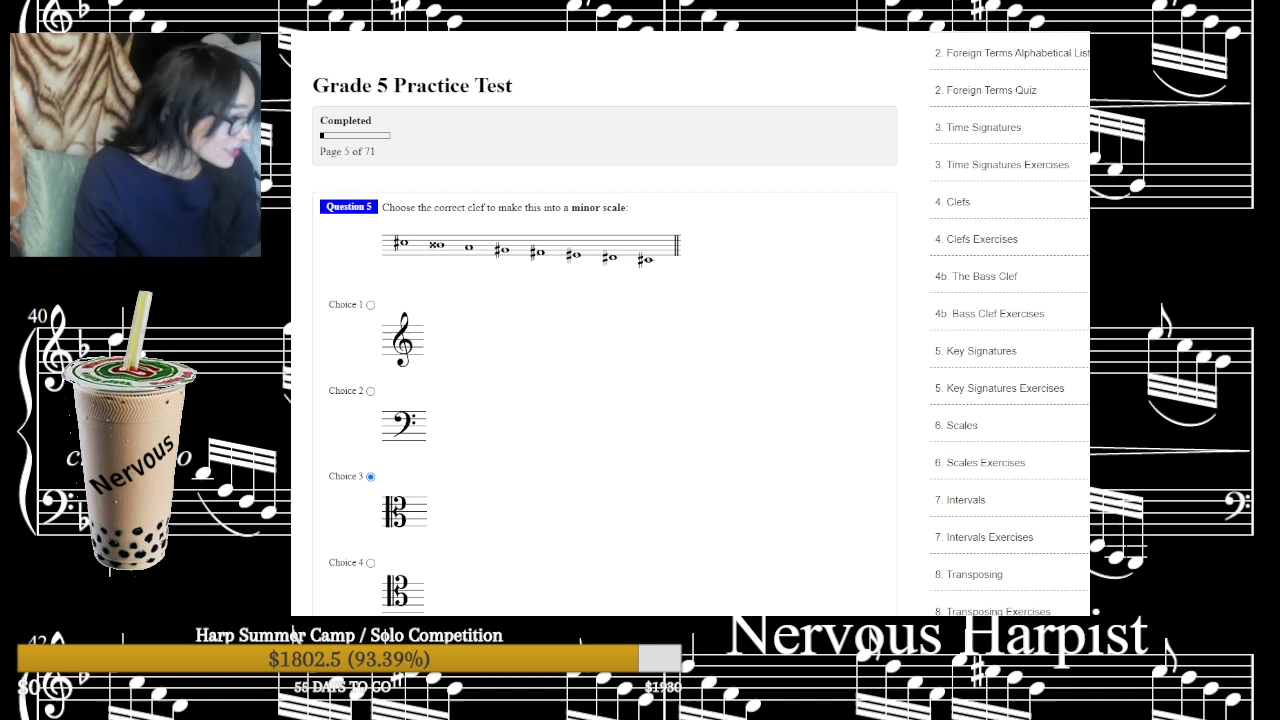 Grade 5 Practice Test
Completed
Page 5 of 71
Question 5 Choose the correct clef to make this into a minor scale:
Choice 1
Choice 2
Choice 3
Choice 4
2. Foreign Terms Alphabetical List
2. Foreign Terms Quiz
3. Time Signatures
3. Time Signatures Exercises
4. Clefs
4. Clefs Exercises
4b. The Bass Clef
4b. Bass Clef Exercises
5. Key Signatures
5. Key Signatures Exercises
6. Scales
6. Scales Exercises
7. Intervals
7. Intervals Exercises
8. Transposing
8. Transposing Exercises
40
Nervous
42
Harp Summer Camp / Solo Competition
$1802.5 (93.39%)
$0
55 DAYS TO GO
$1930
Nervous Harpist